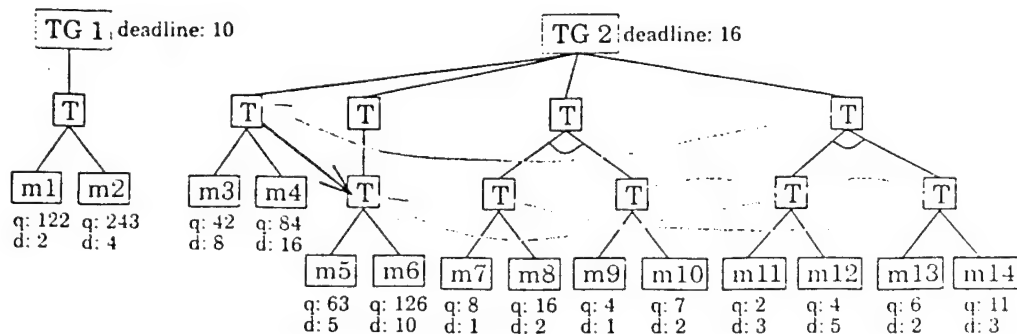 TG 1 deadline: 10
TG 2 deadline: 16
T T T T T
m1 m2 m3 m4 T T T T T
q: 122 q: 243 q: 42 q: 84
d: 2 d: 4 d: 8 d: 16
m5 m6 m7 m8 m9 m10 m11 m12 m13 m14
q: 63 q: 126 q: 8 q: 16 q: 4 q: 7 q: 2 q: 4 q: 6 q: 11
d: 5 d: 10 d: 1 d: 2 d: 1 d: 2 d: 3 d: 5 d: 2 d: 3